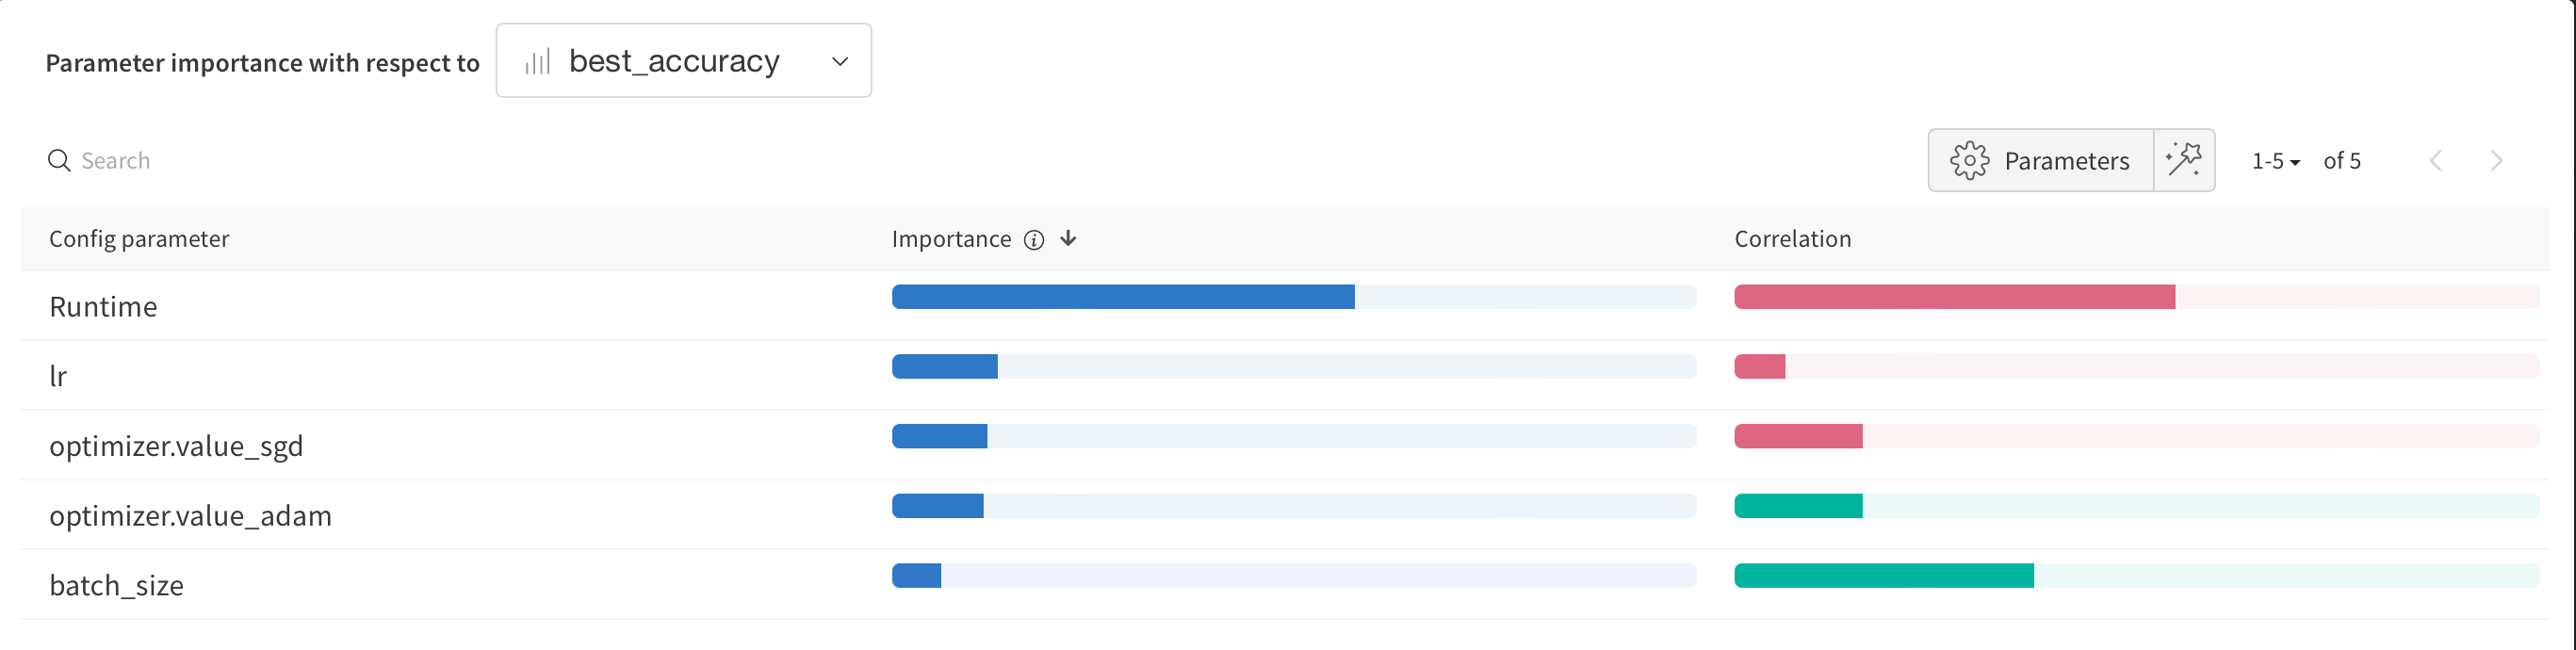 Parameter importance with respect to best_accuracy
Search Parameters 1-5 of 5
Config parameter Importance Correlation
Runtime
lr
optimizer.value_sgd
optimizer.value_adam
batch_size